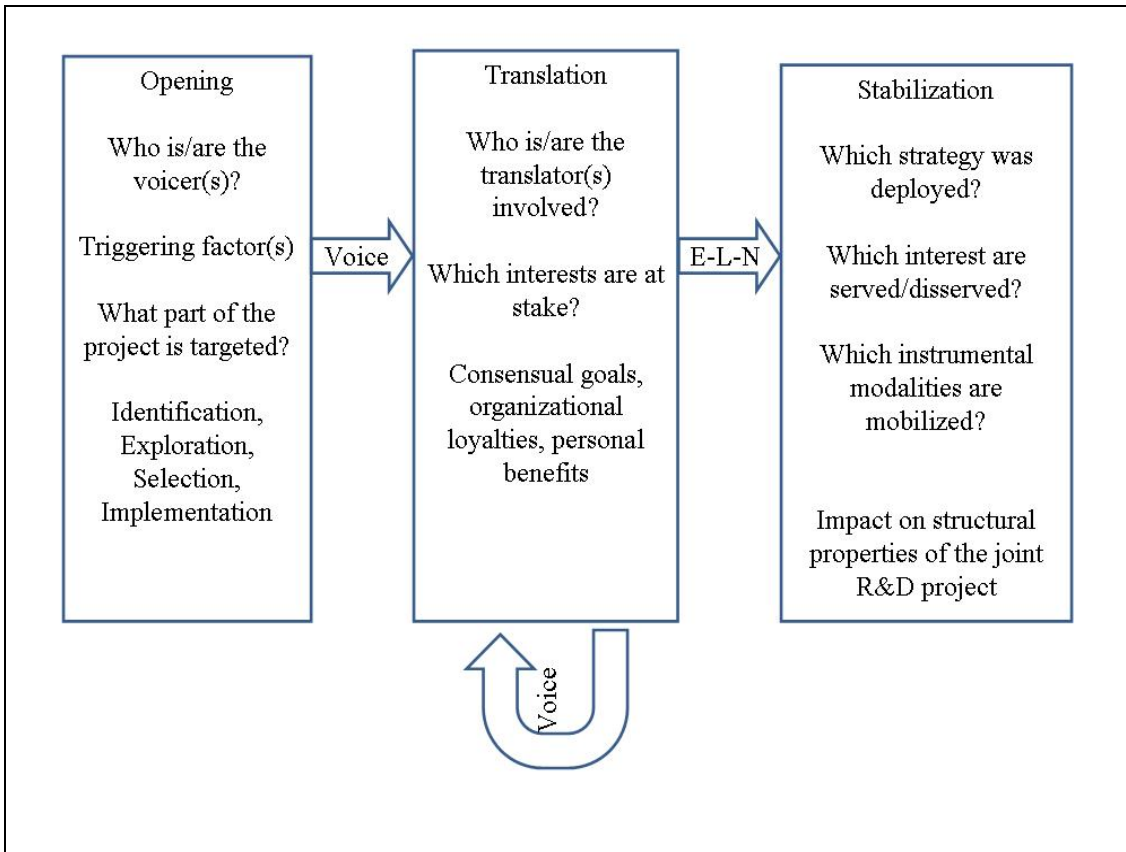 Opening
Who is/are the
voicer(s)?
Triggering factor(s)
What part of the
project is targeted?
Identification,
Exploration,
Selection,
Implementation
Voice
Translation
Who is/are the
translator(s)
involved?
Which interests are at
stake?
Consensual goals,
organizational
loyalties, personal
benefits
Voice
E-L-N
Stabilization
Which strategy was
deployed?
Which interest are
served/disserved?
Which instrumental
modalities are
mobilized?
Impact on structural
properties of the joint
R&D project